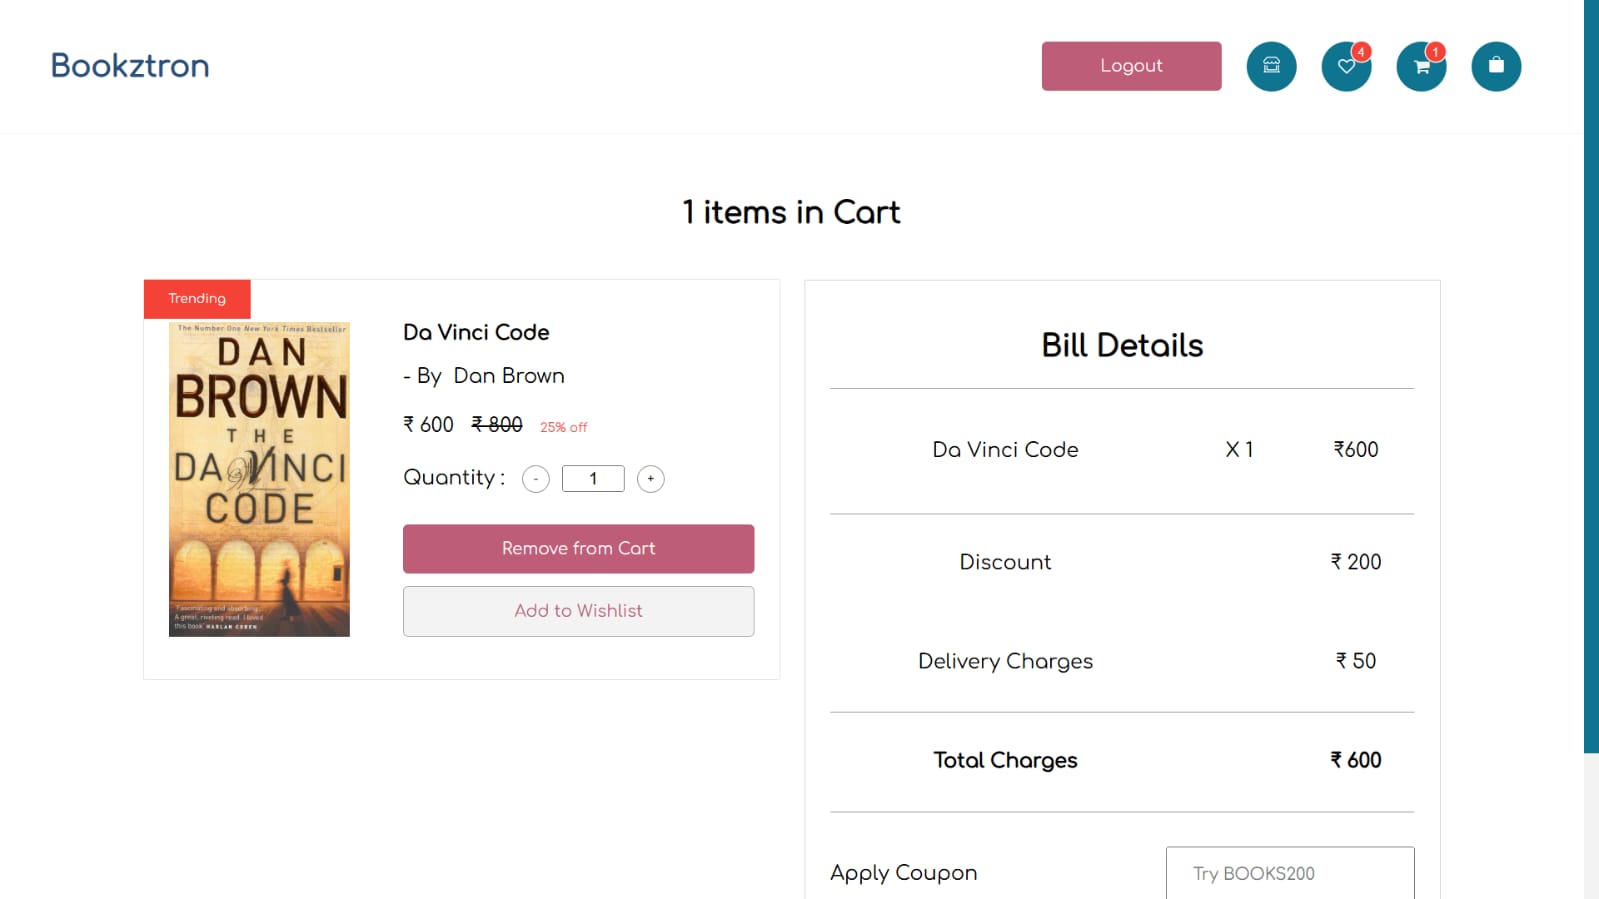 Bookztron
Logout
4
1
1 items in Cart
Trending
The Number One New York Times Bestseller
DAN
BROWN
THE
DA VINCI
CODE
Fascinating and absorbing...
A great, riveting read. I loved
this book' HARLAN COBEN
Da Vinci Code
- By Dan Brown
₹ 600 ₹ 800 25% off
Quantity : - 1 +
Remove from Cart
Add to Wishlist
Bill Details
Da Vinci Code X 1 ₹600
Discount ₹ 200
Delivery Charges ₹ 50
Total Charges ₹ 600
Apply Coupon Try BOOKS200